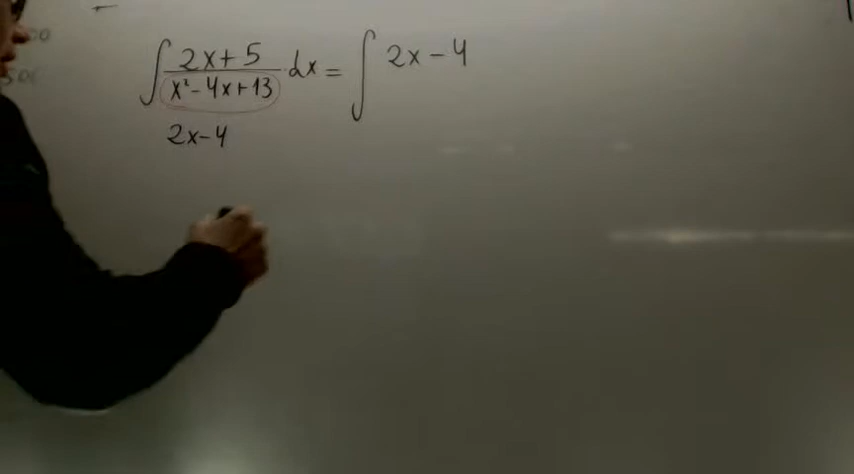 ∫ (2x+5)/(x²-4x+13) dx = ∫ 2x-4
2x-4